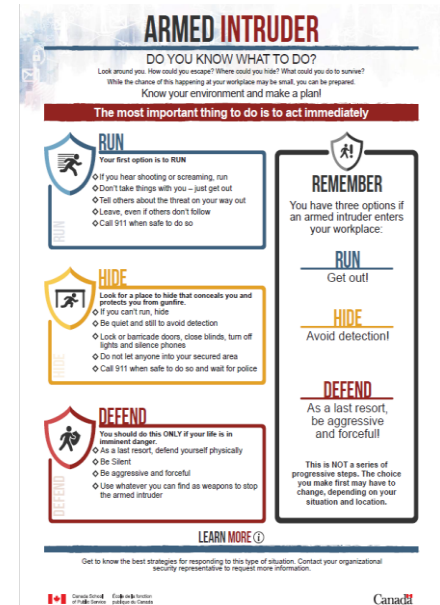 ARMED INTRUDER
DO YOU KNOW WHAT TO DO?
Look around you. How could you escape? Where could you hide? What could you do to survive?
While the chance of this happening at your workplace may be small, you can be prepared.
Know your environment and make a plan!
The most important thing to do is to act immediately
RUN
Your first option is to RUN
◇ If you hear shooting or screaming, run
◇ Don't take things with you – just get out
◇ Tell others about the threat on your way out
◇ Leave, even if others don't follow
◇ Call 911 when safe to do so
RUN
HIDE
Look for a place to hide that conceals you and
protects you from gunfire.
◇ If you can't run, hide
◇ Be quiet and still to avoid detection
◇ Lock or barricade doors, close blinds, turn off
lights and silence phones
◇ Do not let anyone into your secured area
◇ Call 911 when safe to do so and wait for police
HIDE
DEFEND
You should do this ONLY if your life is in
imminent danger.
◇ As a last resort, defend yourself physically
◇ Be Silent
◇ Be aggressive and forceful
◇ Use whatever you can find as weapons to stop
the armed intruder
DEFEND
REMEMBER
You have three options if
an armed intruder enters
your workplace:
RUN
Get out!
HIDE
Avoid detection!
DEFEND
As a last resort,
be aggressive
and forceful!
This is NOT a series of
progressive steps. The choice
you make first may have to
change, depending on your
situation and location.
LEARN MORE
Get to know the best strategies for responding to this type of situation. Contact your organizational
security representative to request more information.
Canada School
of Public Service
École de la fonction
publique du Canada
Canada